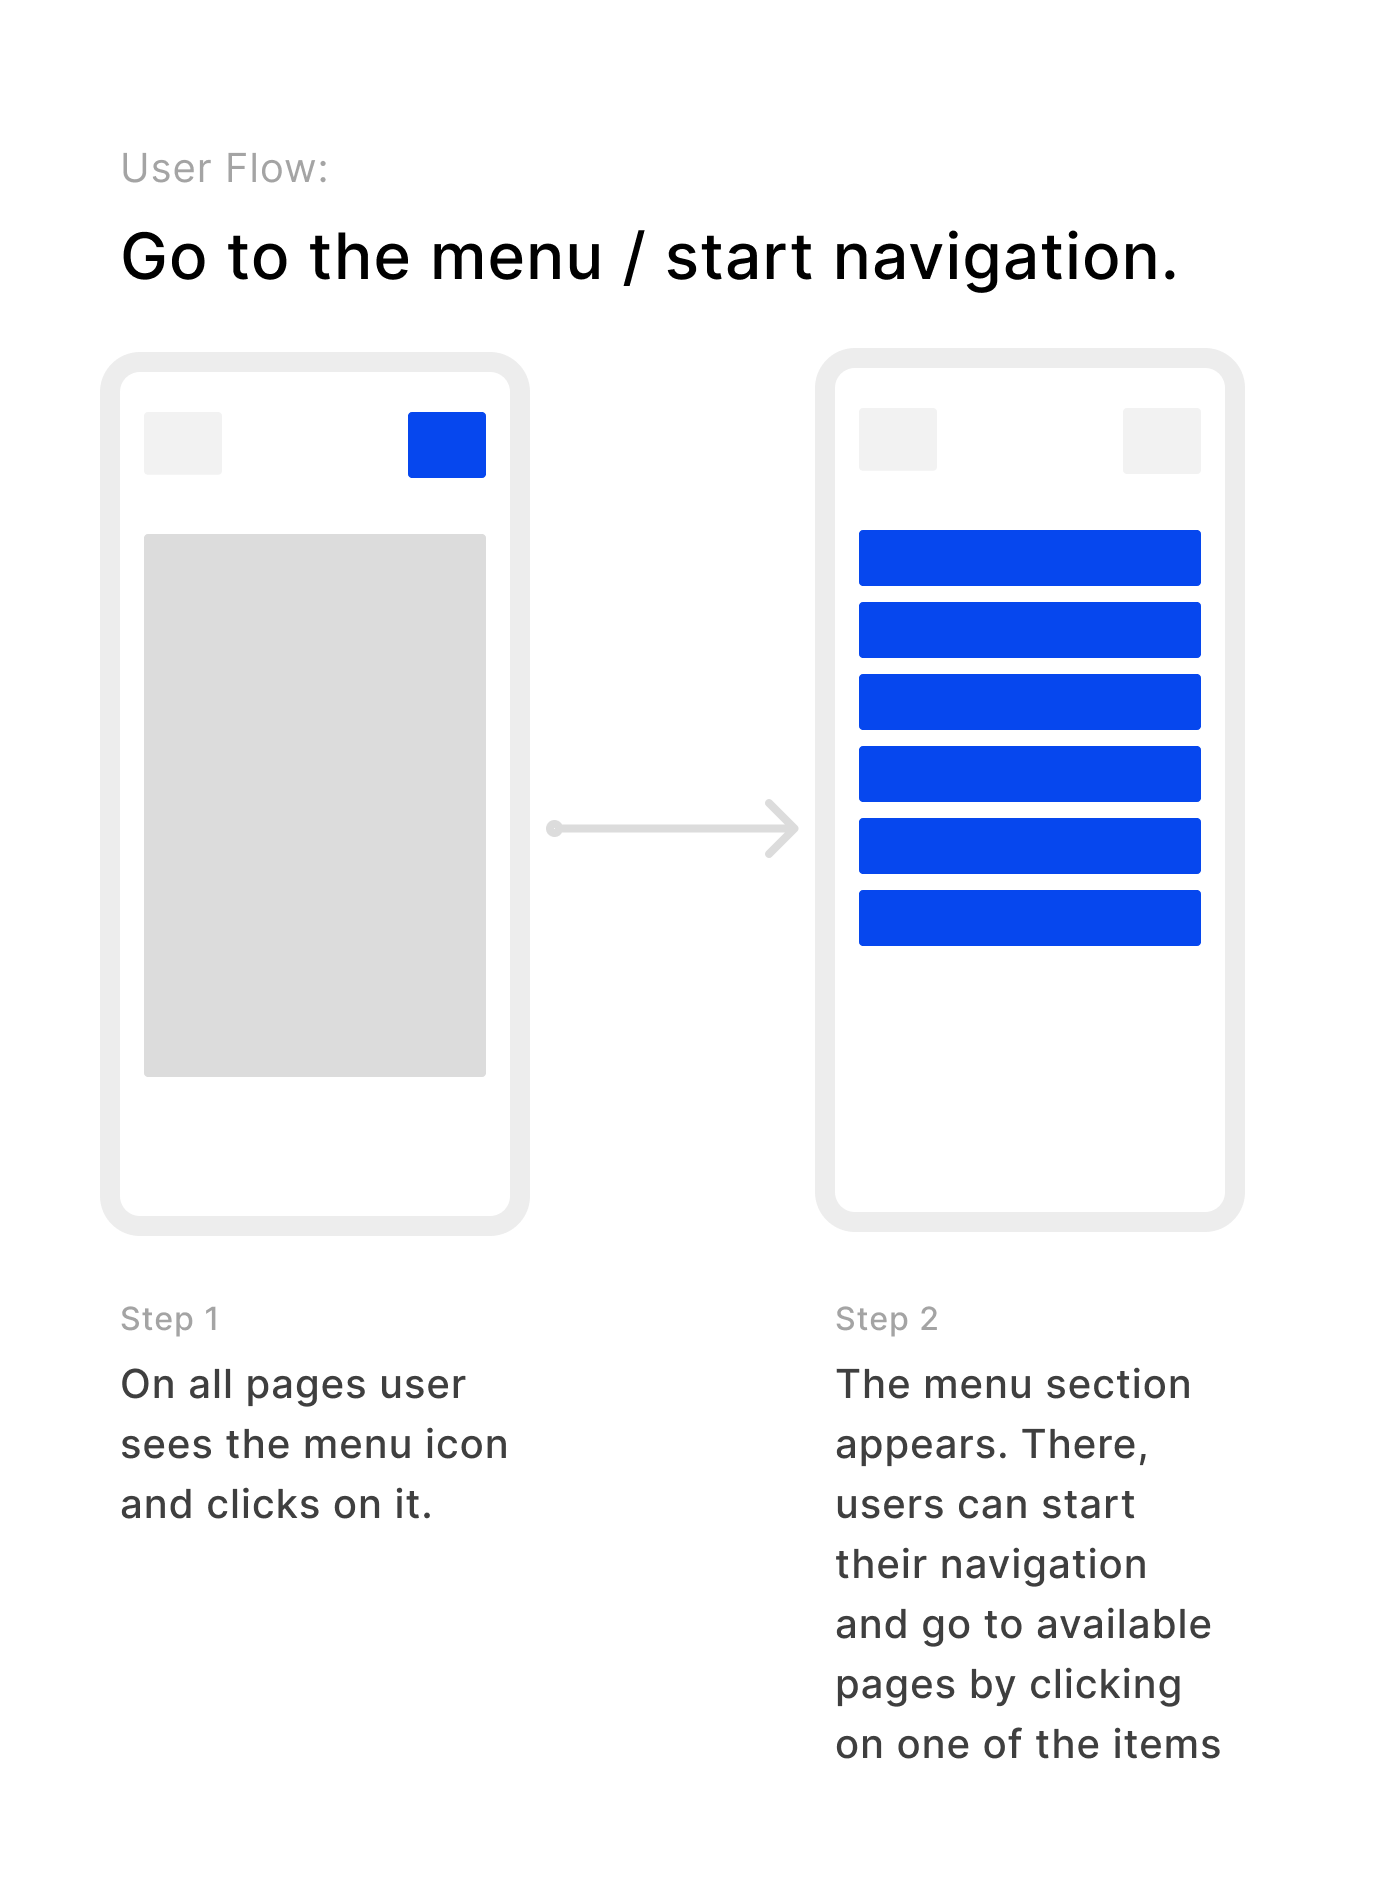 User Flow:
Go to the menu / start navigation.
Step 1
On all pages user
sees the menu icon
and clicks on it.
Step 2
The menu section
appears. There,
users can start
their navigation
and go to available
pages by clicking
on one of the items